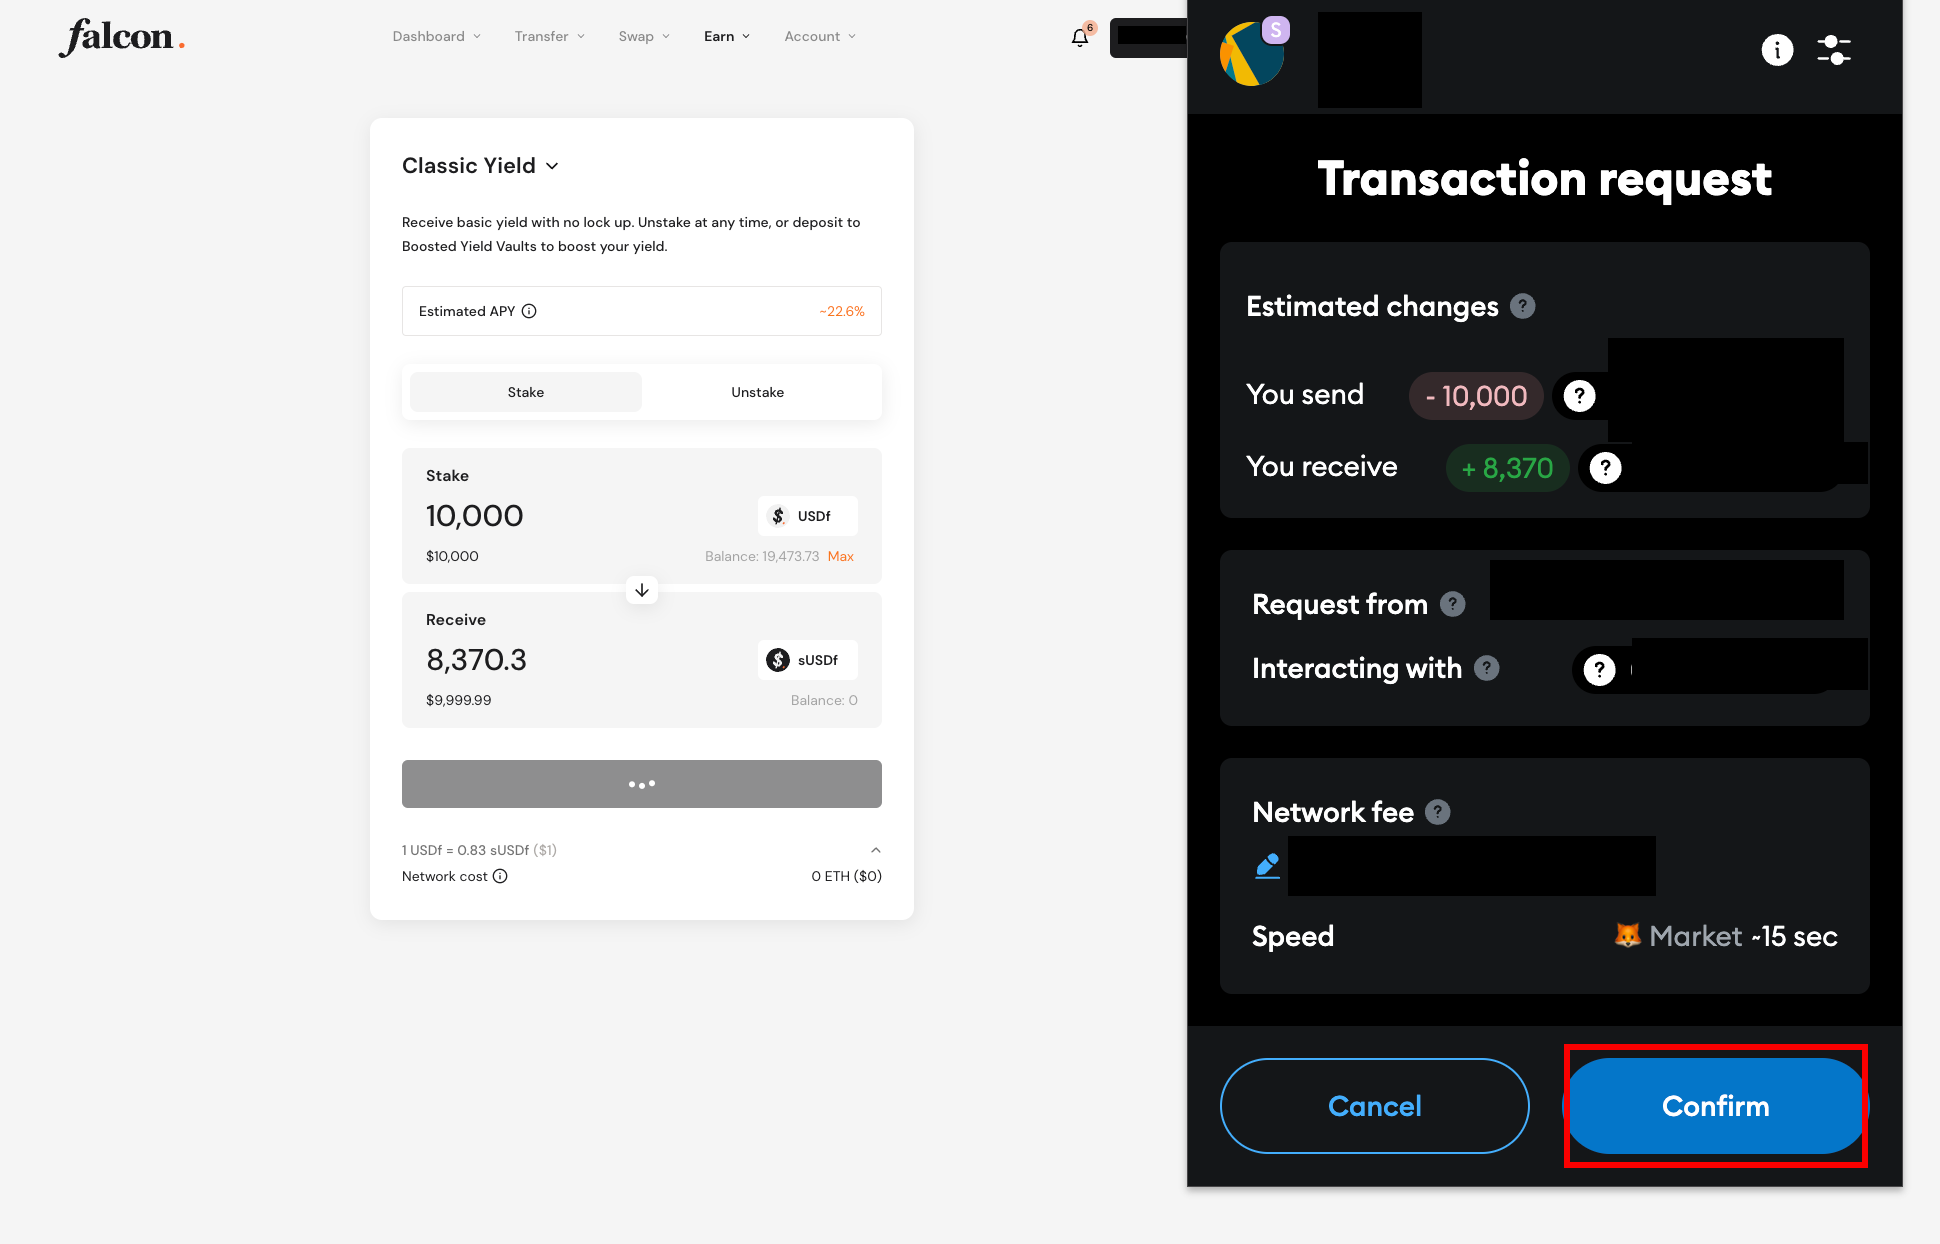 falcon.
Dashboard
Transfer
Swap
Earn
Account
6
Classic Yield
Receive basic yield with no lock up. Unstake at any time, or deposit to
Boosted Yield Vaults to boost your yield.
Estimated APY
~22.6%
Stake
Unstake
Stake
10,000
USDf
$10,000
Balance: 19,473.73 Max
Receive
8,370.3
sUSDf
$9,999.99
Balance: 0
1 USDf = 0.83 sUSDf ($1)
Network cost
0 ETH ($0)
S
Transaction request
Estimated changes ?
You send
- 10,000
?
You receive
+ 8,370
?
Request from ?
Interacting with ?
?
Network fee ?
Speed
Market ~15 sec
Cancel
Confirm